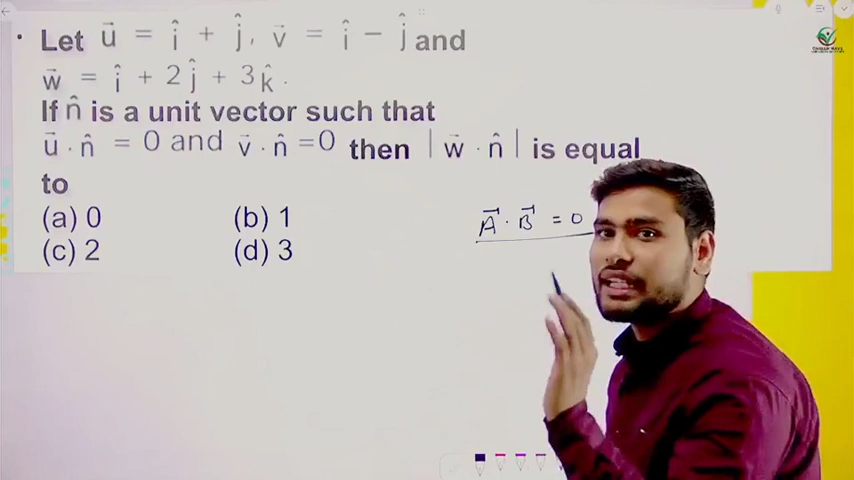 • Let u⃗ = î + ĵ, v⃗ = î − ĵ and
w⃗ = î + 2ĵ + 3k̂.
If n̂ is a unit vector such that
u⃗ · n̂ = 0 and v⃗ · n̂ =0 then | w⃗ · n̂ | is equal
to
(a) 0 (b) 1
(c) 2 (d) 3
A⃗ · B⃗ = 0